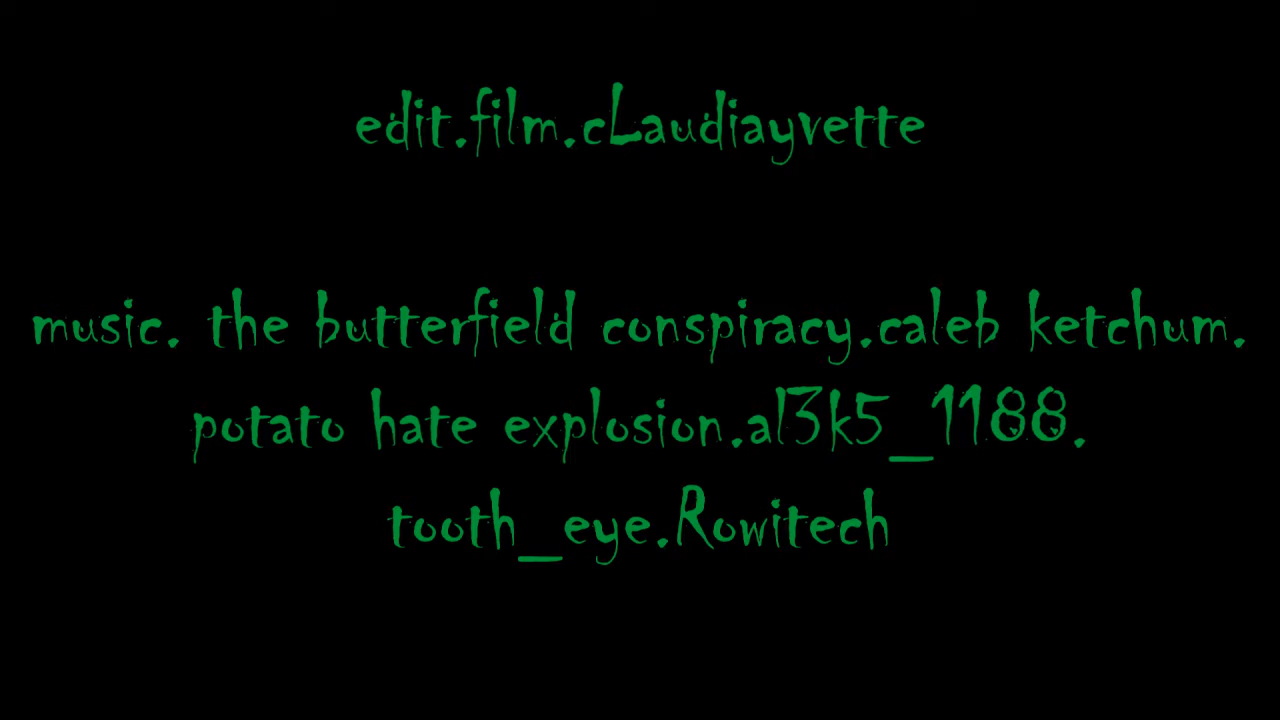 edit.film.cLaudiayvette
music. the butterfield conspiracy.caleb ketchum.
potato hate explosion.al3k5_1188.
tooth_eye.Rowitech